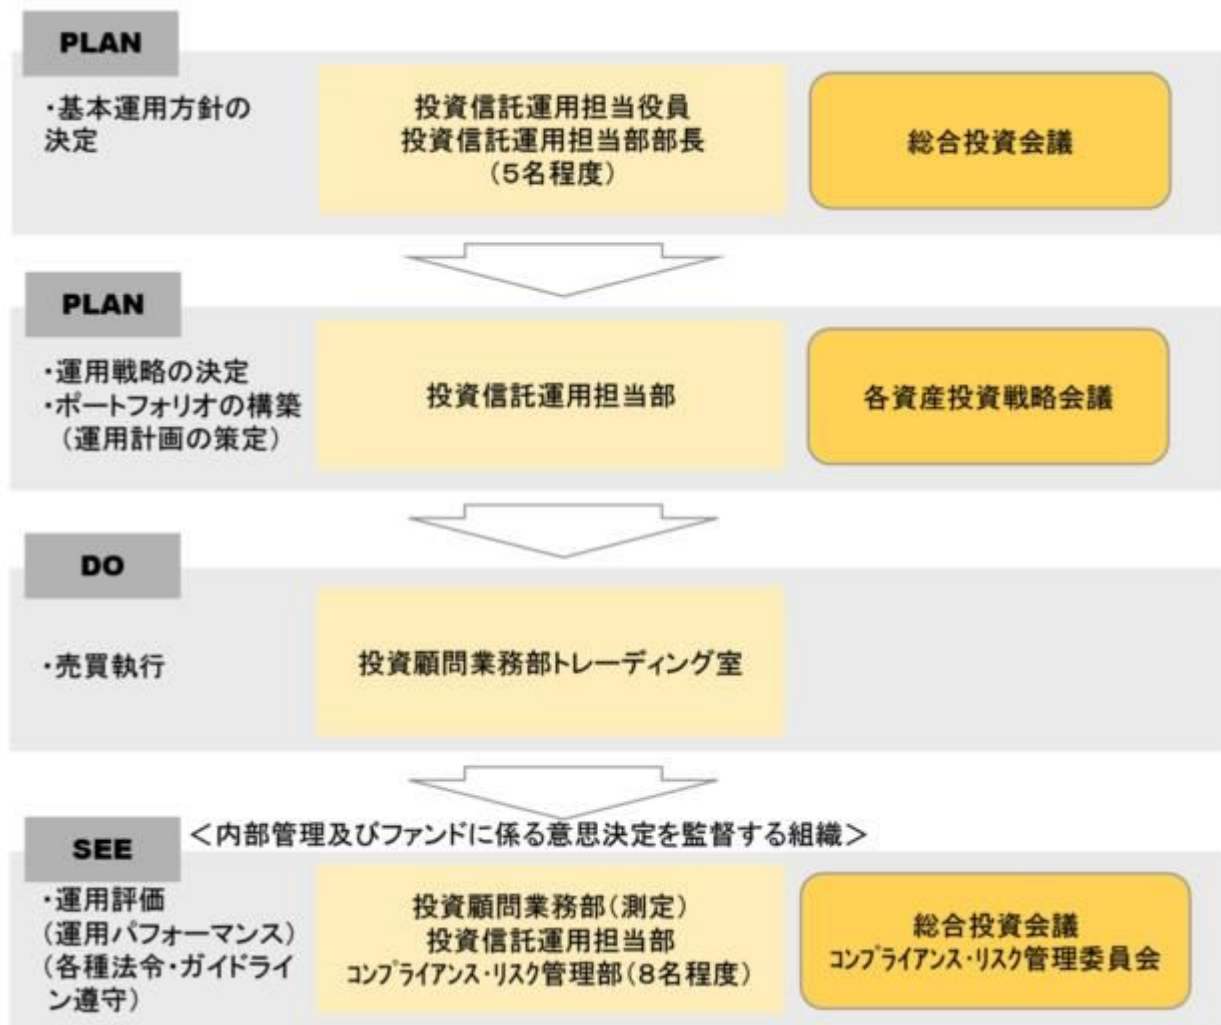 PLAN
・基本運用方針の
決定
投資信託運用担当役員
投資信託運用担当部部長
(5名程度)
総合投資会議
PLAN
・運用戦略の決定
・ポートフォリオの構築
(運用計画の策定)
投資信託運用担当部
各資産投資戦略会議
DO
・売買執行
投資顧問業務部トレーディング室
SEE
＜内部管理及びファンドに係る意思決定を監督する組織＞
・運用評価
(運用パフォーマンス)
(各種法令・ガイドライ
ン遵守)
投資顧問業務部(測定)
投資信託運用担当部
コンプライアンス・リスク管理部(8名程度)
総合投資会議
コンプライアンス・リスク管理委員会